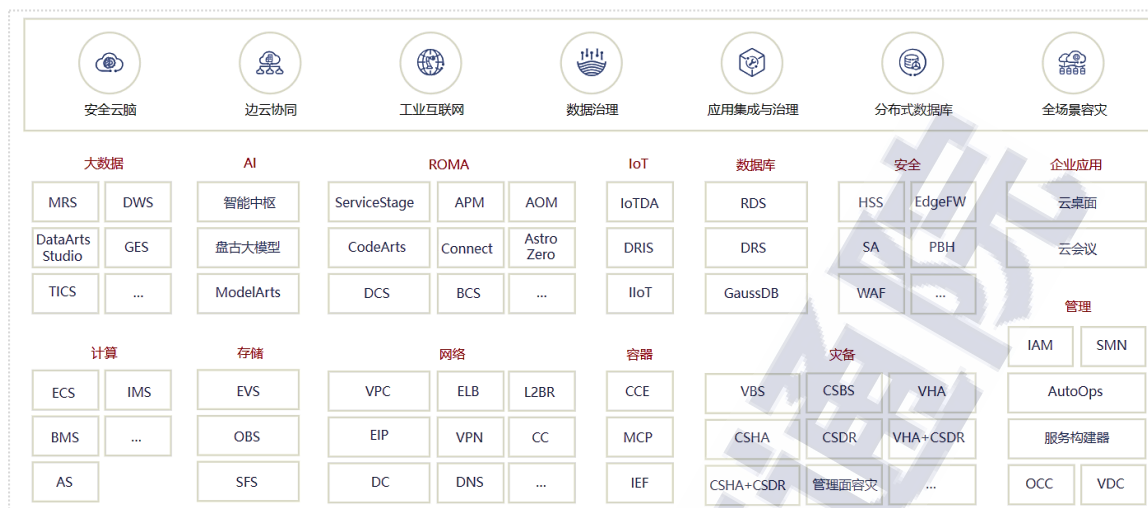 安全云脑
边云协同
工业互联网
数据治理
应用集成与治理
分布式数据库
全场景容灾
大数据
MRS
DWS
DataArts
Studio
GES
TICS
...
AI
智能中枢
盘古大模型
ModelArts
ROMA
ServiceStage
APM
AOM
CodeArts
Connect
Astro
Zero
DCS
BCS
...
IoT
IoTDA
DRIS
IIoT
数据库
RDS
DRS
GaussDB
安全
HSS
EdgeFW
SA
PBH
WAF
...
企业应用
云桌面
云会议
管理
IAM
SMN
AutoOps
服务构建器
OCC
VDC
计算
ECS
IMS
BMS
...
AS
存储
EVS
OBS
SFS
网络
VPC
ELB
L2BR
EIP
VPN
CC
DC
DNS
...
容器
CCE
MCP
IEF
灾备
VBS
CSBS
VHA
CSHA
CSDR
VHA+CSDR
CSHA+CSDR
管理面容灾
...